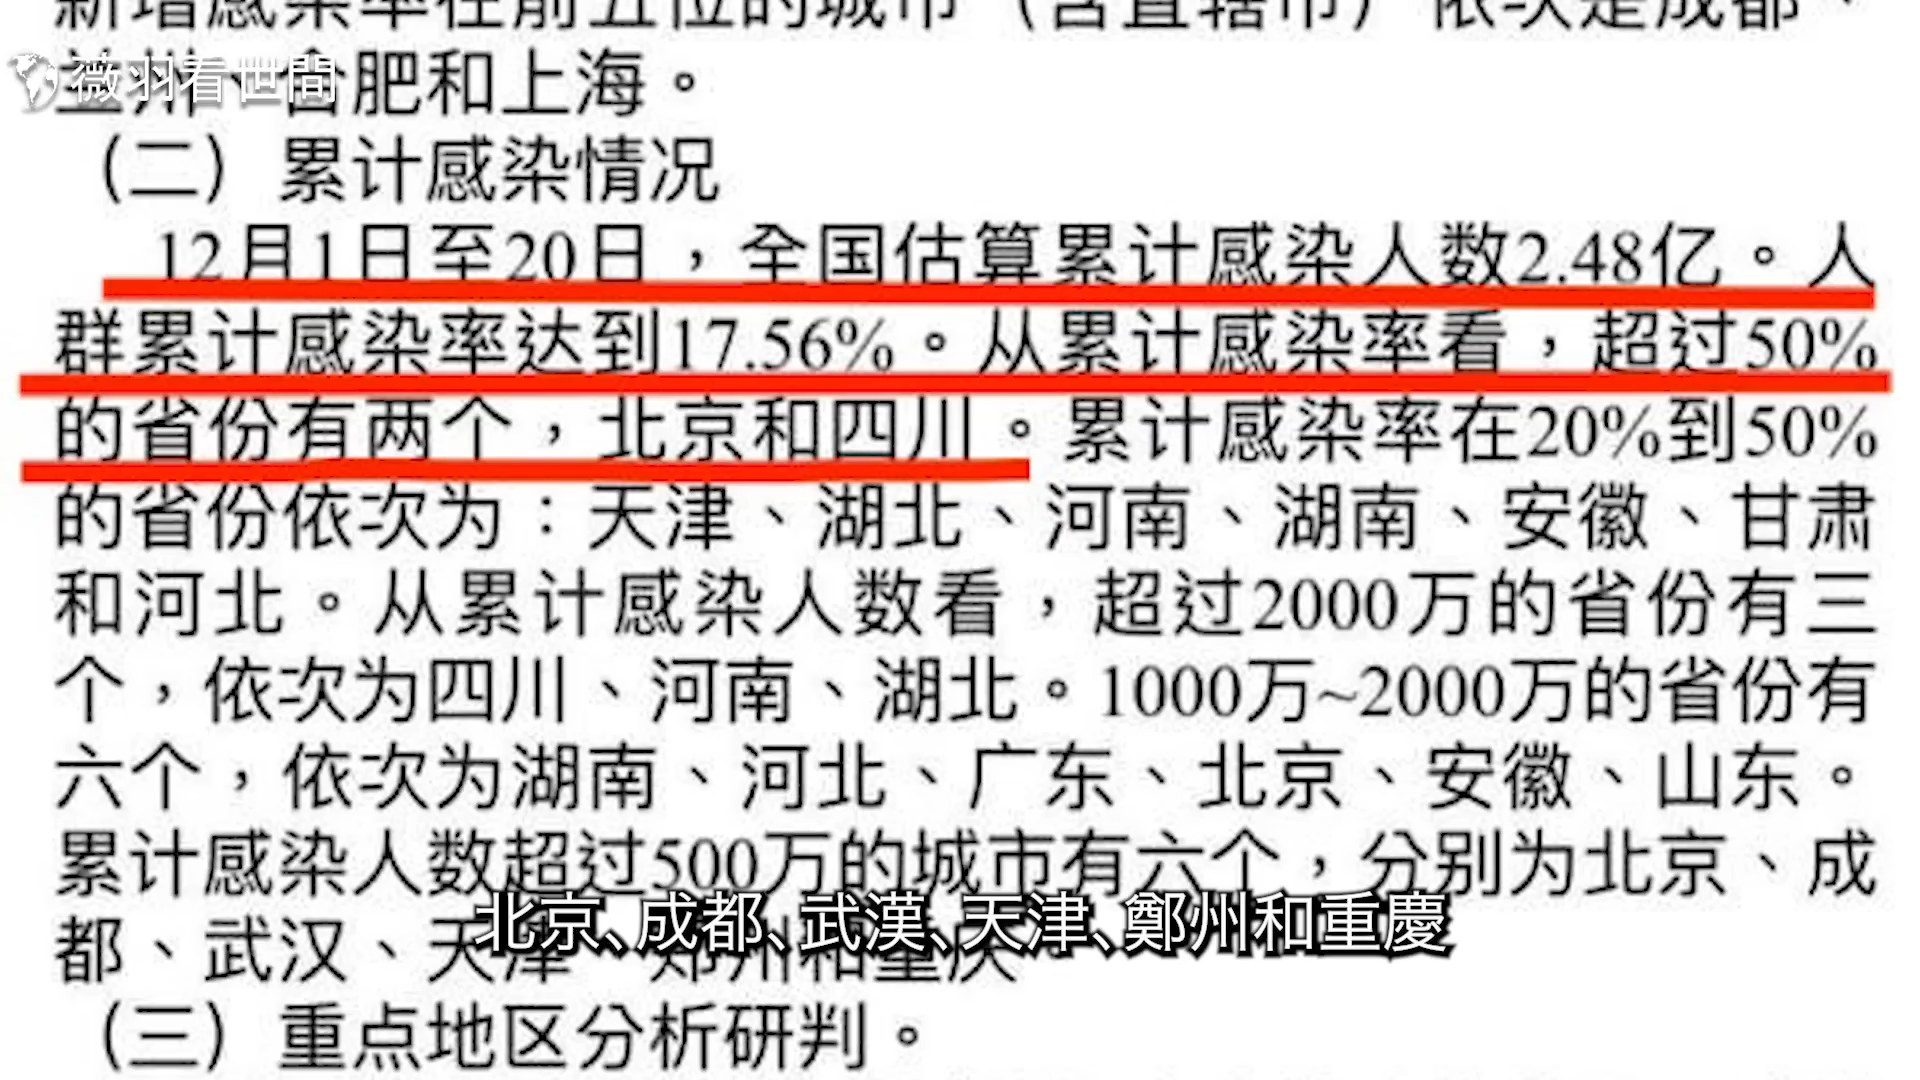 新增感染率在前五位的城市（含直辖市）依次是成都、
薇羽看世間
合肥和上海。
（二）累计感染情况
12月1日至20日，全国估算累计感染人数2.48亿。人
群累计感染率达到17.56%。从累计感染率看，超过50%
的省份有两个，北京和四川。累计感染率在20%到50%
的省份依次为：天津、湖北、河南、湖南、安徽、甘肃
和河北。从累计感染人数看，超过2000万的省份有三
个，依次为四川、河南、湖北。1000万~2000万的省份有
六个，依次为湖南、河北、广东、北京、安徽、山东。
累计感染人数超过500万的城市有六个，分别为北京、成
都、武汉、天津、郑州和重庆
北京､成都､武漢､天津､鄭州和重慶
（三）重点地区分析研判。